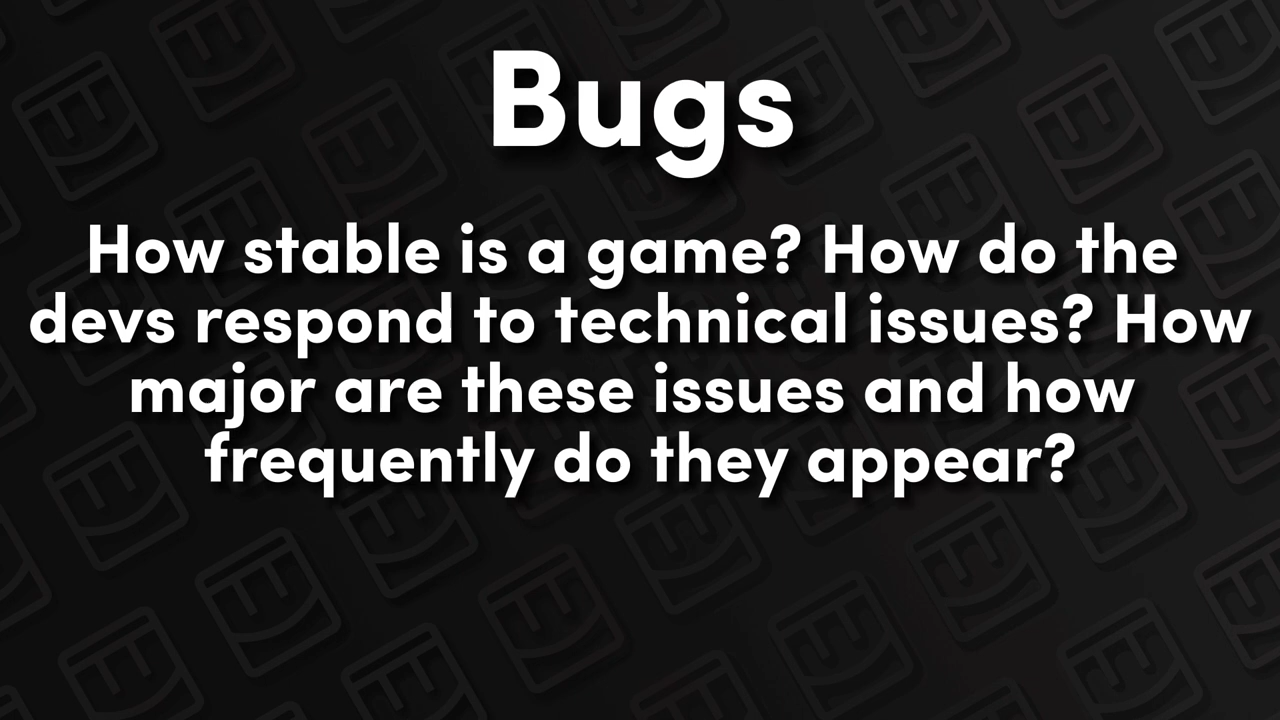 Bugs
How stable is a game? How do the
devs respond to technical issues? How
major are these issues and how
frequently do they appear?